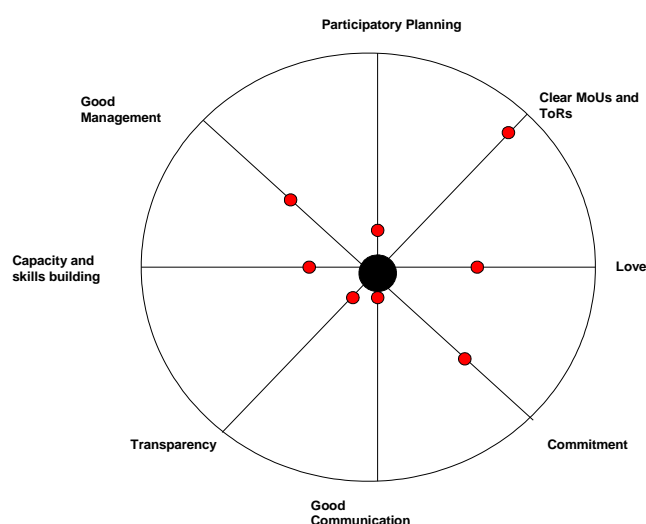 Participatory Planning
Good
Management
Clear MoUs and
ToRs
Capacity and
skills building
Love
Transparency
Commitment
Good
Communication